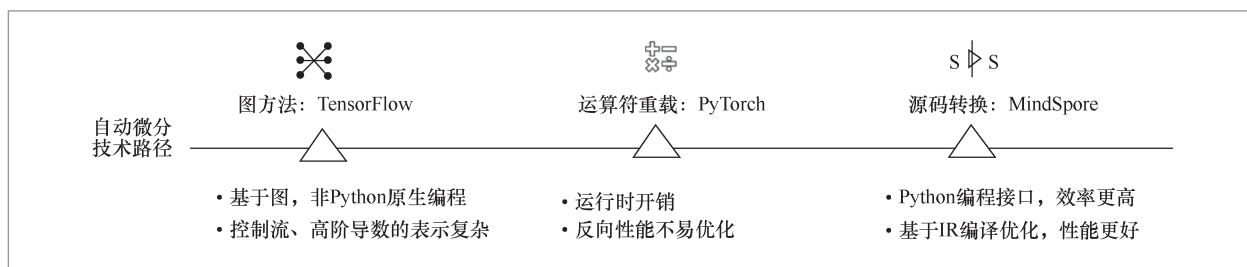 S S
图方法：TensorFlow
运算符重载：PyTorch
源码转换：MindSpore
自动微分
技术路径
• 基于图，非Python原生编程
• 控制流、高阶导数的表示复杂
• 运行时开销
• 反向性能不易优化
• Python编程接口，效率更高
• 基于IR编译优化，性能更好